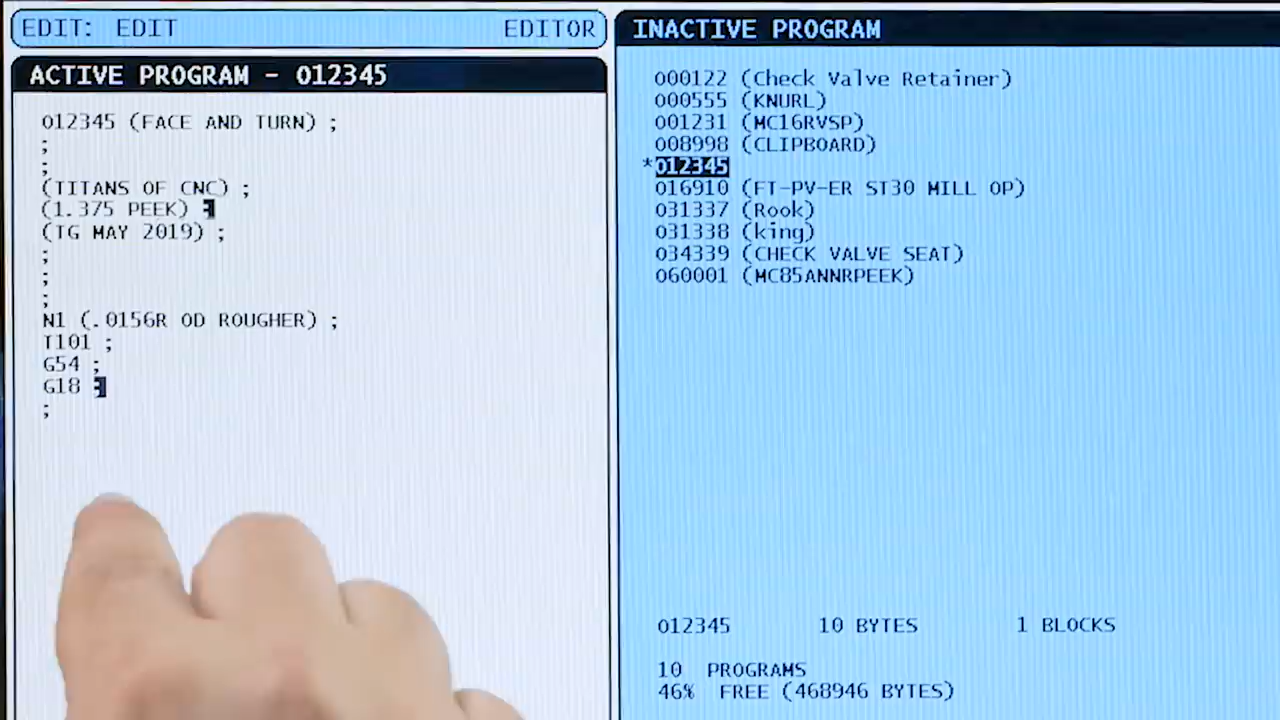 EDIT: EDIT EDITOR
ACTIVE PROGRAM - O12345
O12345 (FACE AND TURN) ;
;
;
(TITANS OF CNC) ;
(1.375 PEEK) ;
(TG MAY 2019) ;
;
;
;
N1 (.0156R OD ROUGHER) ;
T101 ;
G54 ;
G18 ;
;
INACTIVE PROGRAM
O00122 (Check Valve Retainer)
O00555 (KNURL)
O01231 (MC16RVSP)
O08998 (CLIPBOARD)
*O12345
O16910 (FT-PV-ER ST30 MILL OP)
O31337 (Rook)
O31338 (king)
O34339 (CHECK VALVE SEAT)
O60001 (MC85ANNRPEEK)
O12345 10 BYTES 1 BLOCKS
10 PROGRAMS
46% FREE (468946 BYTES)